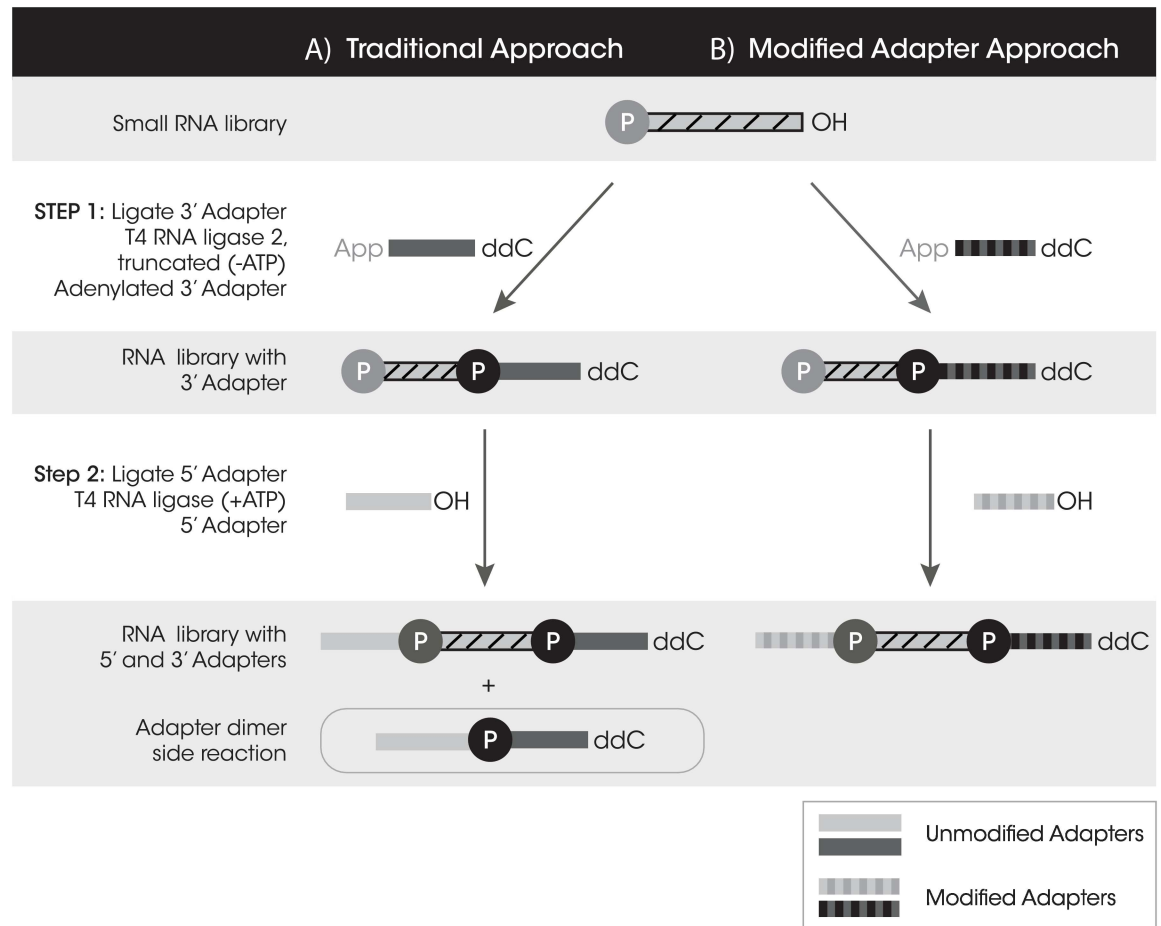 A) Traditional Approach
B) Modified Adapter Approach
Small RNA library
P
OH
STEP 1: Ligate 3’ Adapter
T4 RNA ligase 2,
truncated (-ATP)
Adenylated 3’ Adapter
App
ddC
App
ddC
RNA library with
3’ Adapter
P
P
ddC
P
P
ddC
Step 2: Ligate 5’ Adapter
T4 RNA ligase (+ATP)
5’ Adapter
OH
OH
RNA library with
5’ and 3’ Adapters
P
P
ddC
P
P
ddC
+
Adapter dimer
side reaction
P
ddC
Unmodified Adapters
Modified Adapters